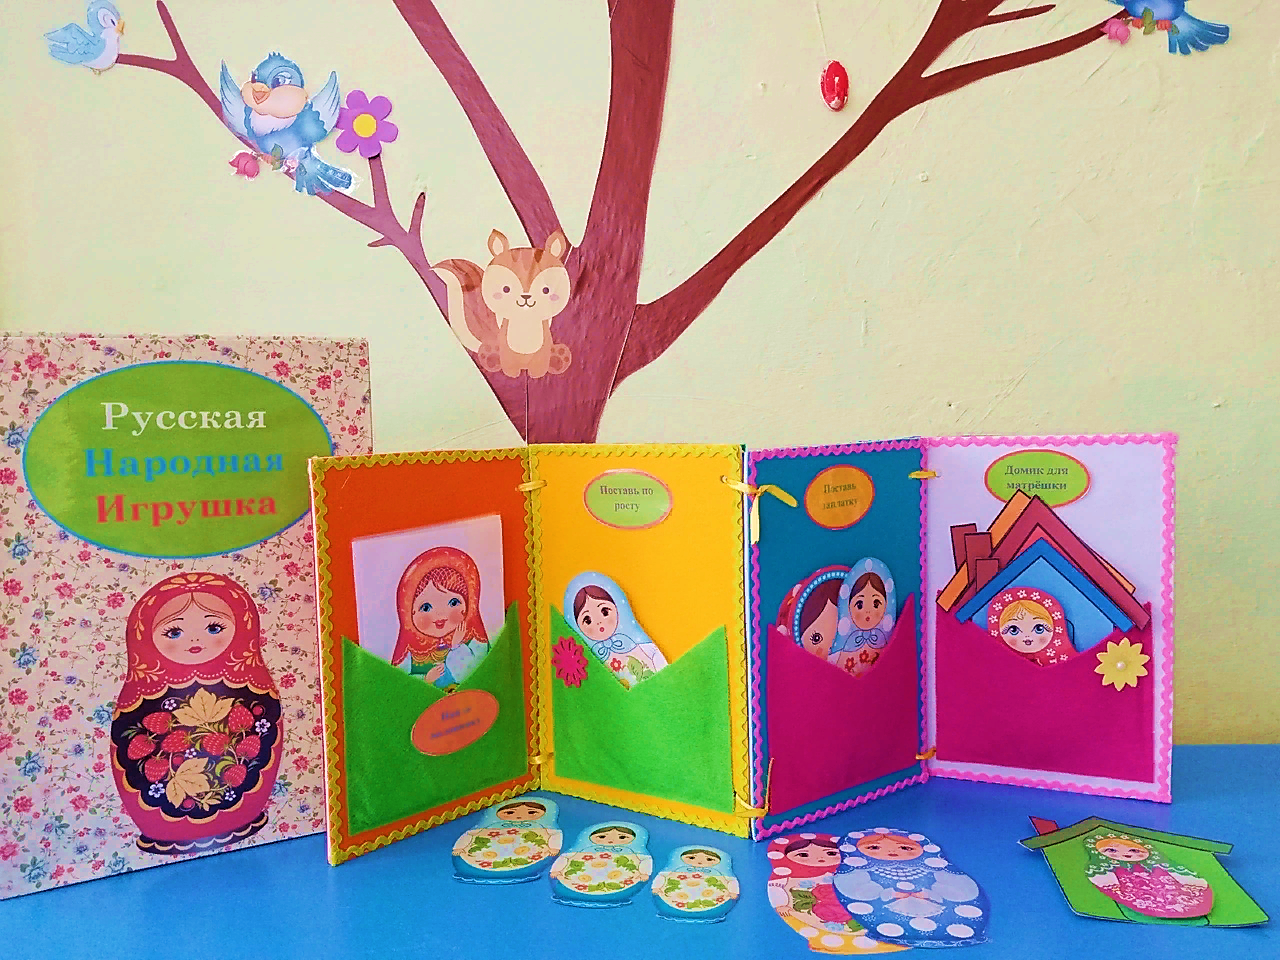 Русская
Народная
Игрушка
Поставь по
росту
Поставь
заплатку
Домик для
матрёшки